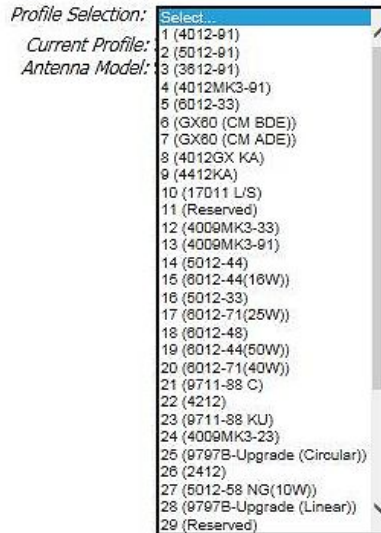 Profile Selection:
Select...
Current Profile:
Antenna Model:
1 (4012-91)
2 (5012-91)
3 (3612-91)
4 (4012MK3-91)
5 (6012-33)
6 (GX60 (CM BDE))
7 (GX60 (CM ADE))
8 (4012GX KA)
9 (4412KA)
10 (17011 L/S)
11 (Reserved)
12 (4009MK3-33)
13 (4009MK3-91)
14 (5012-44)
15 (6012-44(16W))
16 (5012-33)
17 (6012-71(25W))
18 (6012-48)
19 (6012-44(50W))
20 (6012-71(40W))
21 (9711-88 C)
22 (4212)
23 (9711-88 KU)
24 (4009MK3-23)
25 (9797B-Upgrade (Circular))
26 (2412)
27 (5012-58 NG(10W))
28 (9797B-Upgrade (Linear))
29 (Reserved)